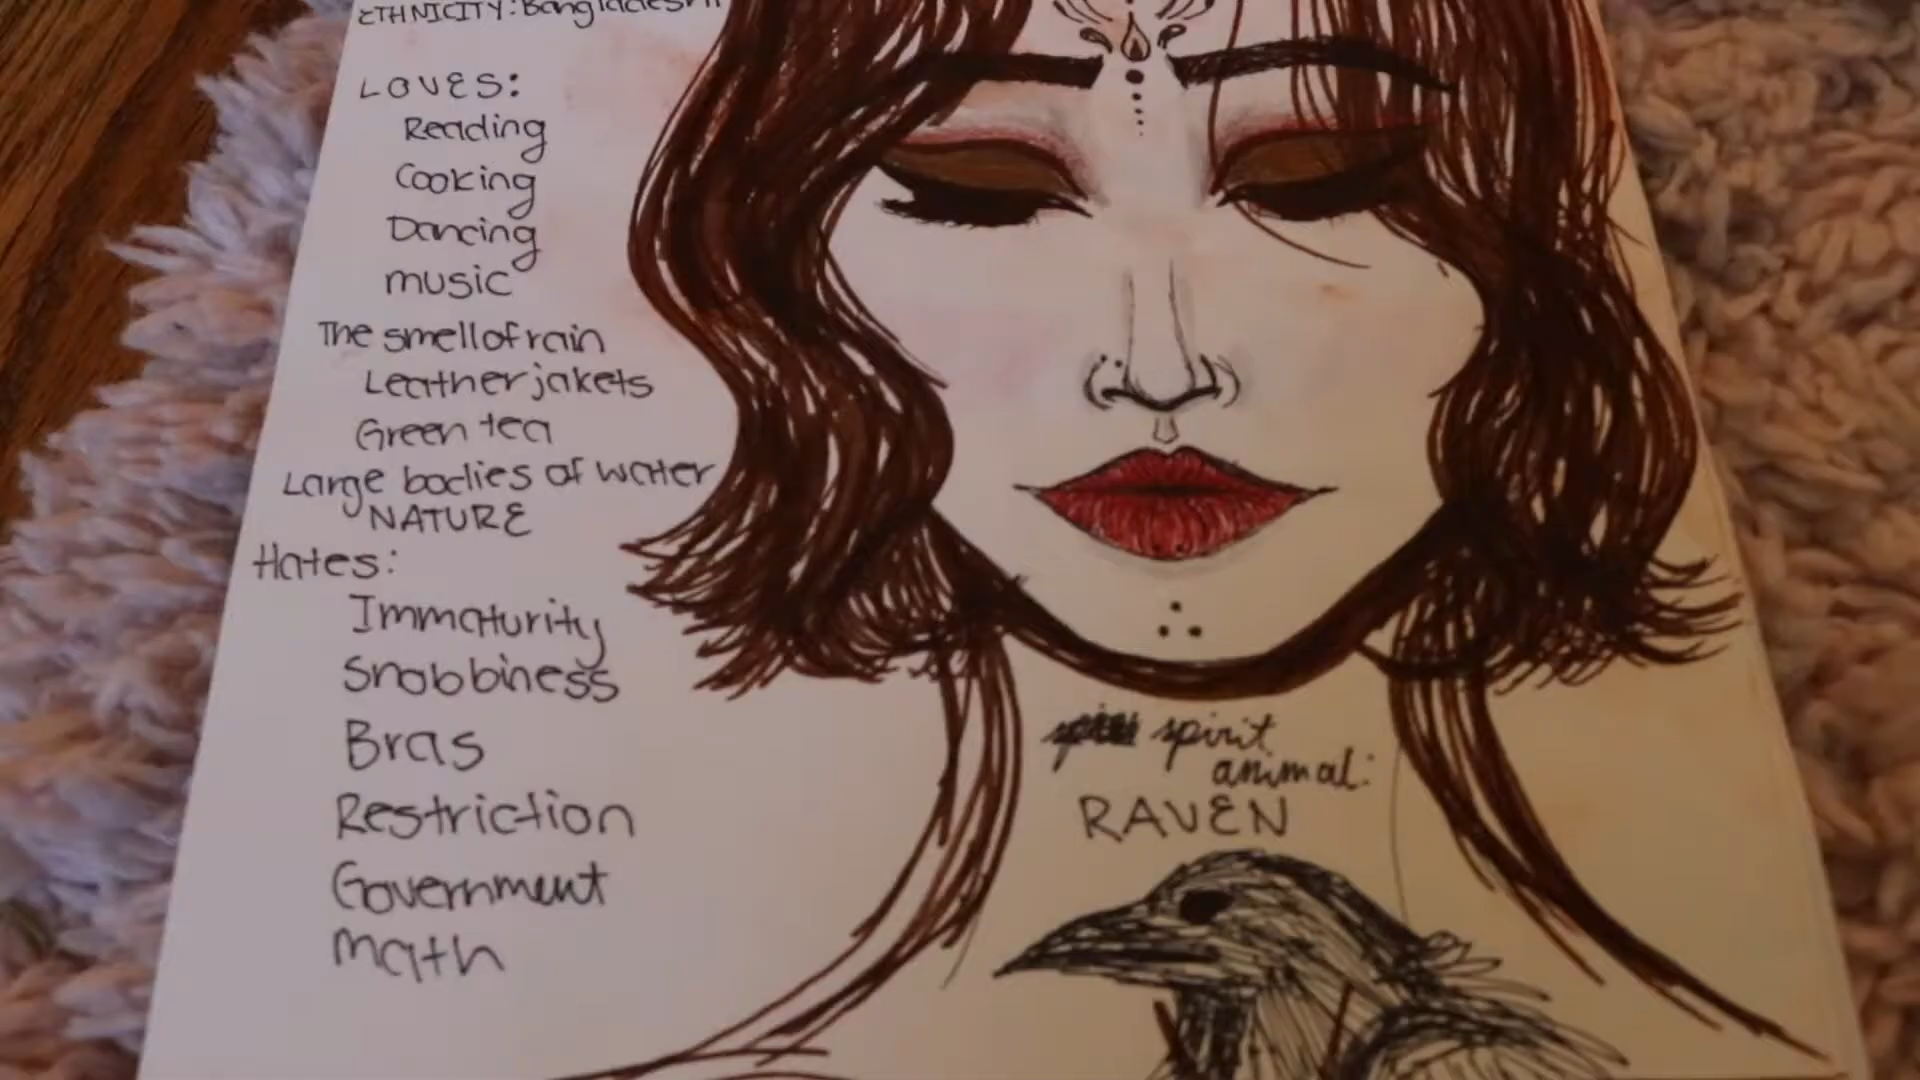 ETHNICITY: Bangladeshi
LOVES:
Reading
Cooking
Dancing
music
The smell of rain
Leather jakets
Green tea
Large bodies of water
NATURE
Hates:
Immaturity
Snobbiness
Bras
Restriction
Government
math
spirit
animal:
RAVEN